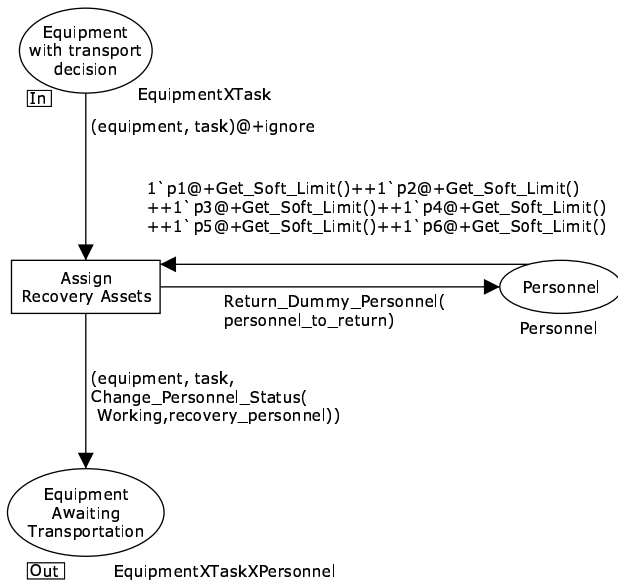 Equipment
with transport
decision
In
EquipmentXTask
(equipment, task)@+ignore
1`p1@+Get_Soft_Limit()++1`p2@+Get_Soft_Limit()
++1`p3@+Get_Soft_Limit()++1`p4@+Get_Soft_Limit()
++1`p5@+Get_Soft_Limit()++1`p6@+Get_Soft_Limit()
Assign
Recovery Assets
Personnel
Return_Dummy_Personnel(
personnel_to_return)
Personnel
(equipment, task,
Change_Personnel_Status(
Working,recovery_personnel))
Equipment
Awaiting
Transportation
Out
EquipmentXTaskXPersonnel